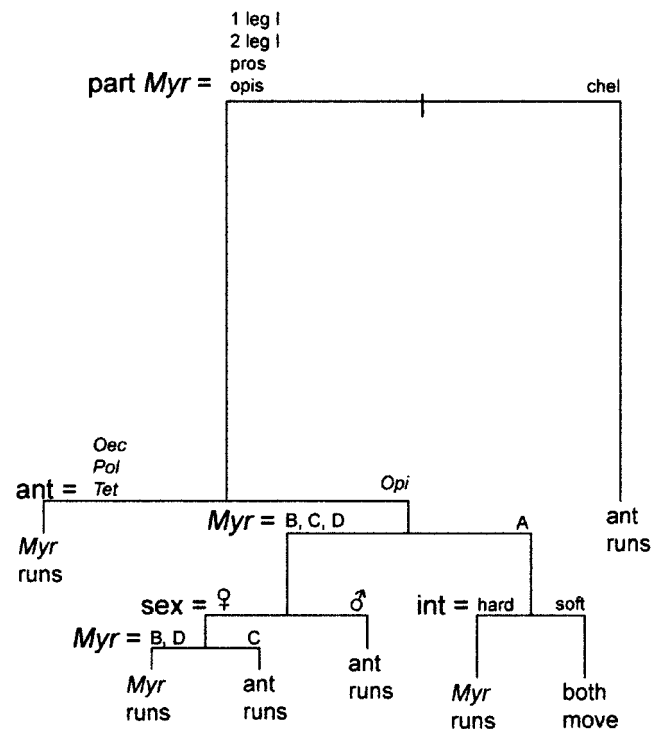 1 leg I
2 leg I
pros
part Myr = opis chel
Oec
Pol
ant = Tet Opi
Myr = B, C, D A
Myr
runs
ant
runs
sex = ♀ ♂ int = hard soft
Myr = B, D C
Myr
runs
ant
runs
ant
runs
Myr
runs
both
move